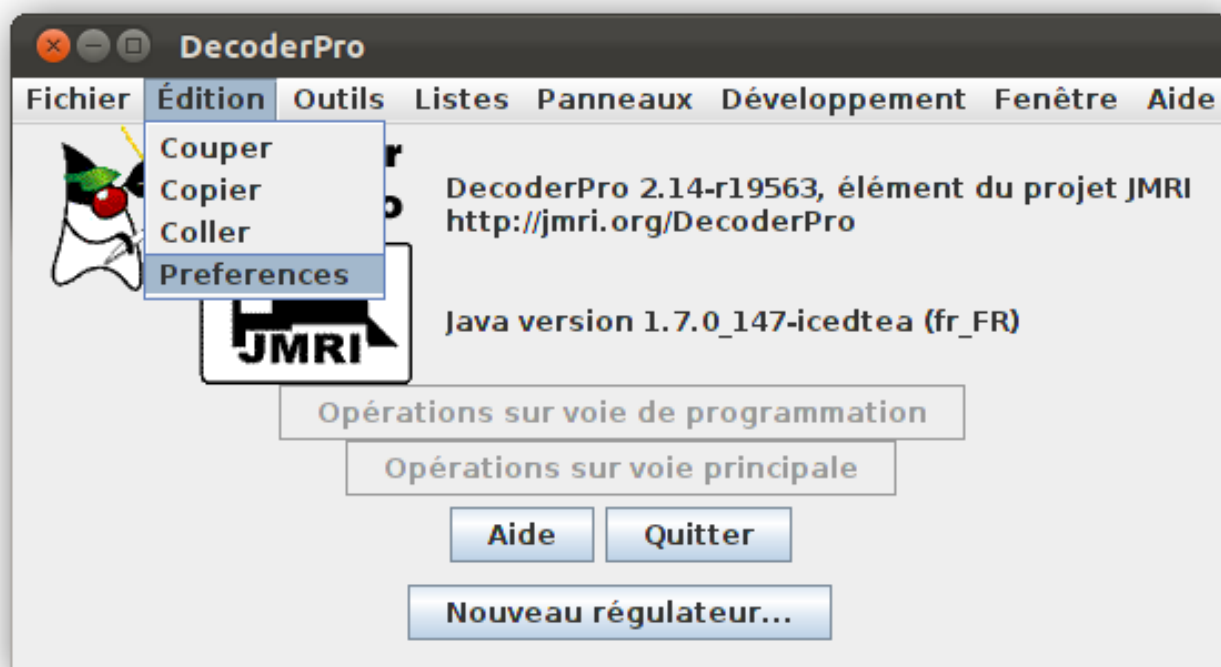 DecoderPro
Fichier Édition Outils Listes Panneaux Développement Fenêtre Aide
Couper
Copier
Coller
Preferences
DecoderPro 2.14-r19563, élément du projet JMRI
http://jmri.org/DecoderPro
JMRI
Java version 1.7.0_147-icedtea (fr_FR)
Opérations sur voie de programmation
Opérations sur voie principale
Aide Quitter
Nouveau régulateur...